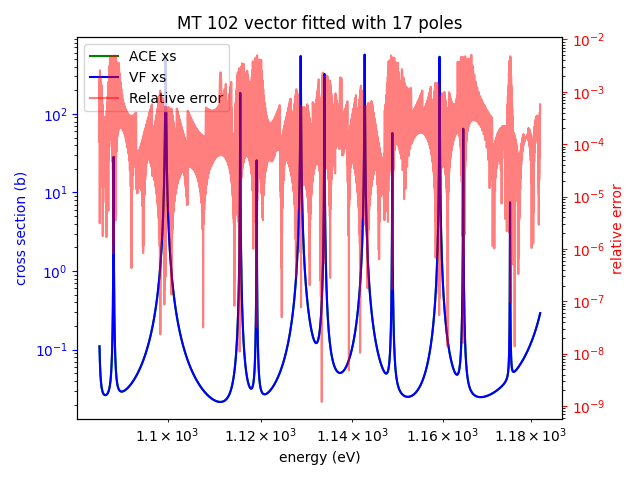 MT 102 vector fitted with 17 poles
ACE xs
VF xs
Relative error
10²
10¹
10⁰
10⁻¹
cross section (b)
10⁻²
10⁻³
10⁻⁴
10⁻⁵
10⁻⁶
10⁻⁷
10⁻⁸
10⁻⁹
relative error
1.1 × 10³
1.12 × 10³
1.14 × 10³
1.16 × 10³
1.18 × 10³
energy (eV)